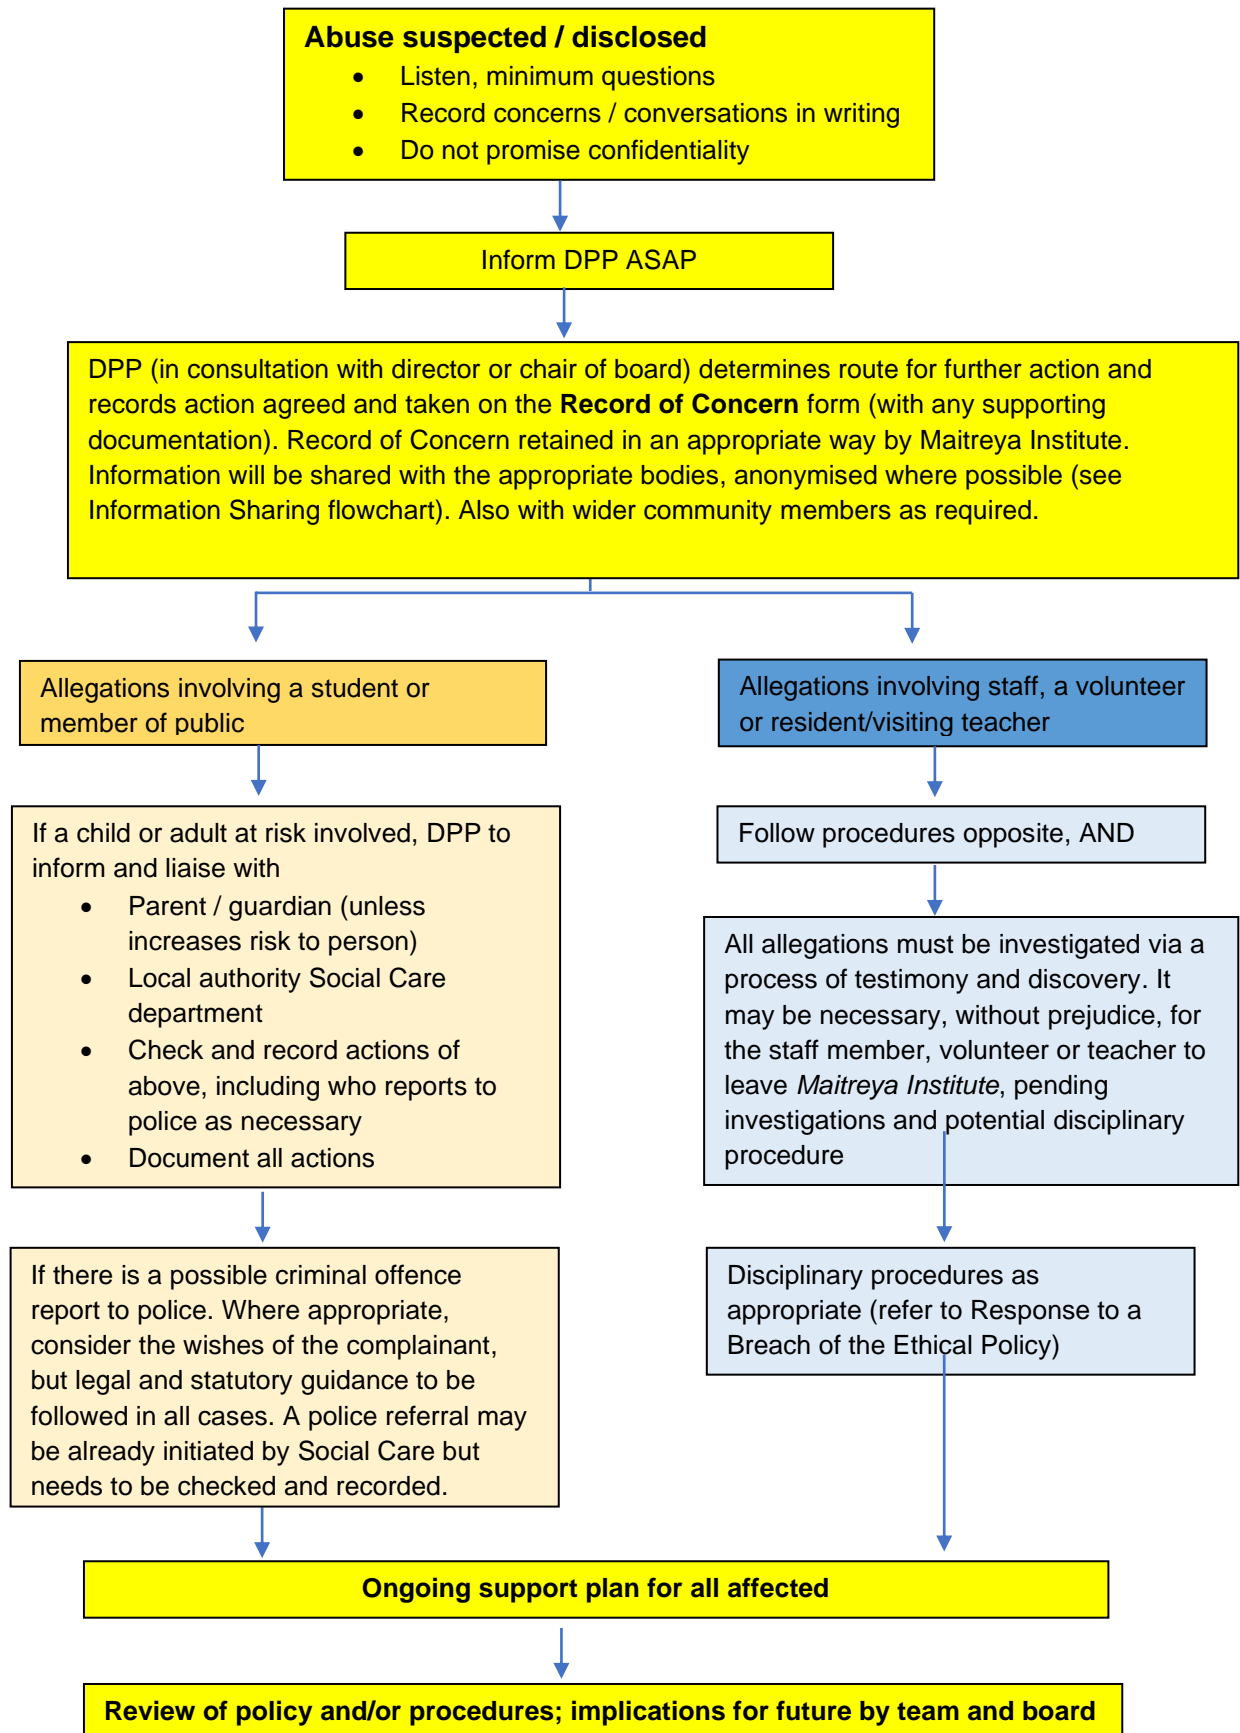 Abuse suspected / disclosed
• Listen, minimum questions
• Record concerns / conversations in writing
• Do not promise confidentiality
Inform DPP ASAP
DPP (in consultation with director or chair of board) determines route for further action and
records action agreed and taken on the Record of Concern form (with any supporting
documentation). Record of Concern retained in an appropriate way by Maitreya Institute.
Information will be shared with the appropriate bodies, anonymised where possible (see
Information Sharing flowchart). Also with wider community members as required.
Allegations involving a student or
member of public
If a child or adult at risk involved, DPP to
inform and liaise with
• Parent / guardian (unless
increases risk to person)
• Local authority Social Care
department
• Check and record actions of
above, including who reports to
police as necessary
• Document all actions
If there is a possible criminal offence
report to police. Where appropriate,
consider the wishes of the complainant,
but legal and statutory guidance to be
followed in all cases. A police referral may
be already initiated by Social Care but
needs to be checked and recorded.
Allegations involving staff, a volunteer
or resident/visiting teacher
Follow procedures opposite, AND
All allegations must be investigated via a
process of testimony and discovery. It
may be necessary, without prejudice, for
the staff member, volunteer or teacher to
leave Maitreya Institute, pending
investigations and potential disciplinary
procedure
Disciplinary procedures as
appropriate (refer to Response to a
Breach of the Ethical Policy)
Ongoing support plan for all affected
Review of policy and/or procedures; implications for future by team and board